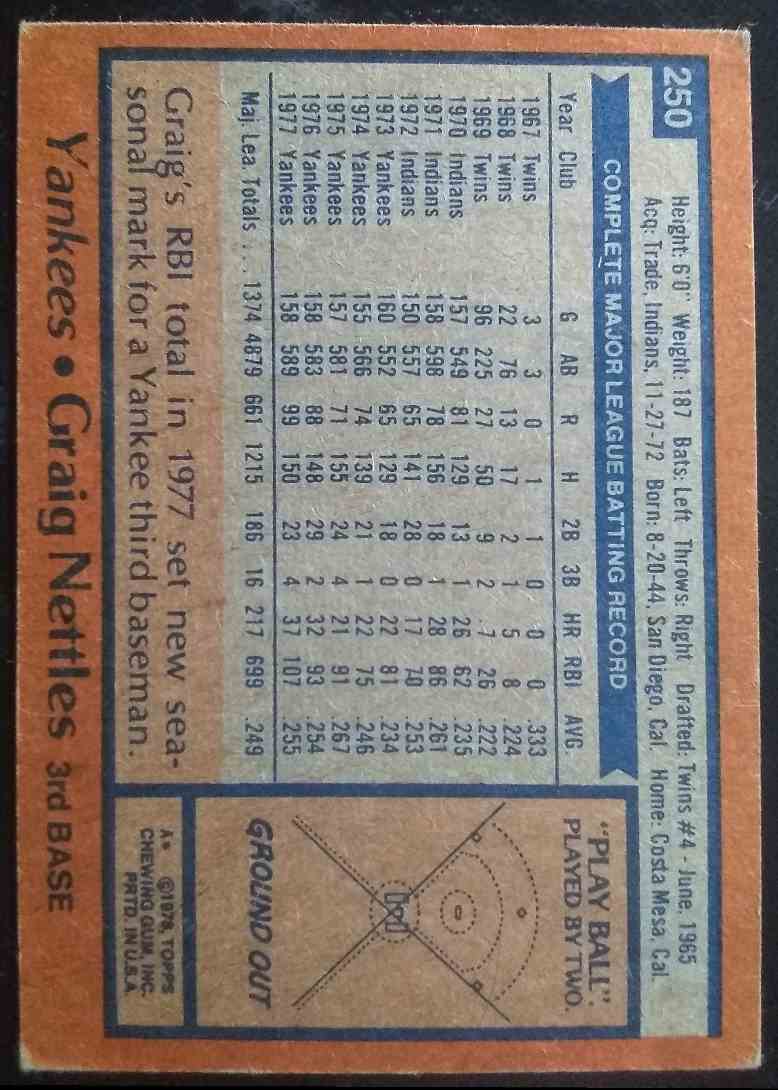 250
Height: 6'0" Weight: 187 Bats: Left Throws: Right Drafted: Twins #4 - June, 1965
Acq: Trade, Indians, 11-27-72 Born: 8-20-44, San Diego, Cal. Home: Costa Mesa, Cal.
COMPLETE MAJOR LEAGUE BATTING RECORD
Year Club G AB R H 2B 3B HR RBI AVG.
1967 Twins 3 3 0 1 1 0 0 0 .333
1968 Twins 22 76 13 17 2 1 5 8 .224
1969 Twins 96 225 27 50 9 2 7 26 .222
1970 Indians 157 549 81 129 13 1 26 62 .235
1971 Indians 158 598 78 156 18 1 28 86 .261
1972 Indians 150 557 65 141 28 0 17 70 .253
1973 Yankees 160 552 65 129 18 0 22 81 .234
1974 Yankees 155 566 74 139 21 1 22 75 .246
1975 Yankees 157 581 71 155 24 4 21 91 .267
1976 Yankees 158 583 88 148 29 2 32 93 .254
1977 Yankees 158 589 99 150 23 4 37 107 .255
Maj. Lea. Totals ... 1374 4879 661 1215 186 16 217 699 .249
Graig's RBI total in 1977 set new sea-
sonal mark for a Yankee third baseman.
"PLAY BALL"
PLAYED BY TWO.
GROUND OUT
A* ©1978, TOPPS
CHEWING GUM, INC.
PRTD. IN U.S.A.
Yankees • Graig Nettles 3rd BASE